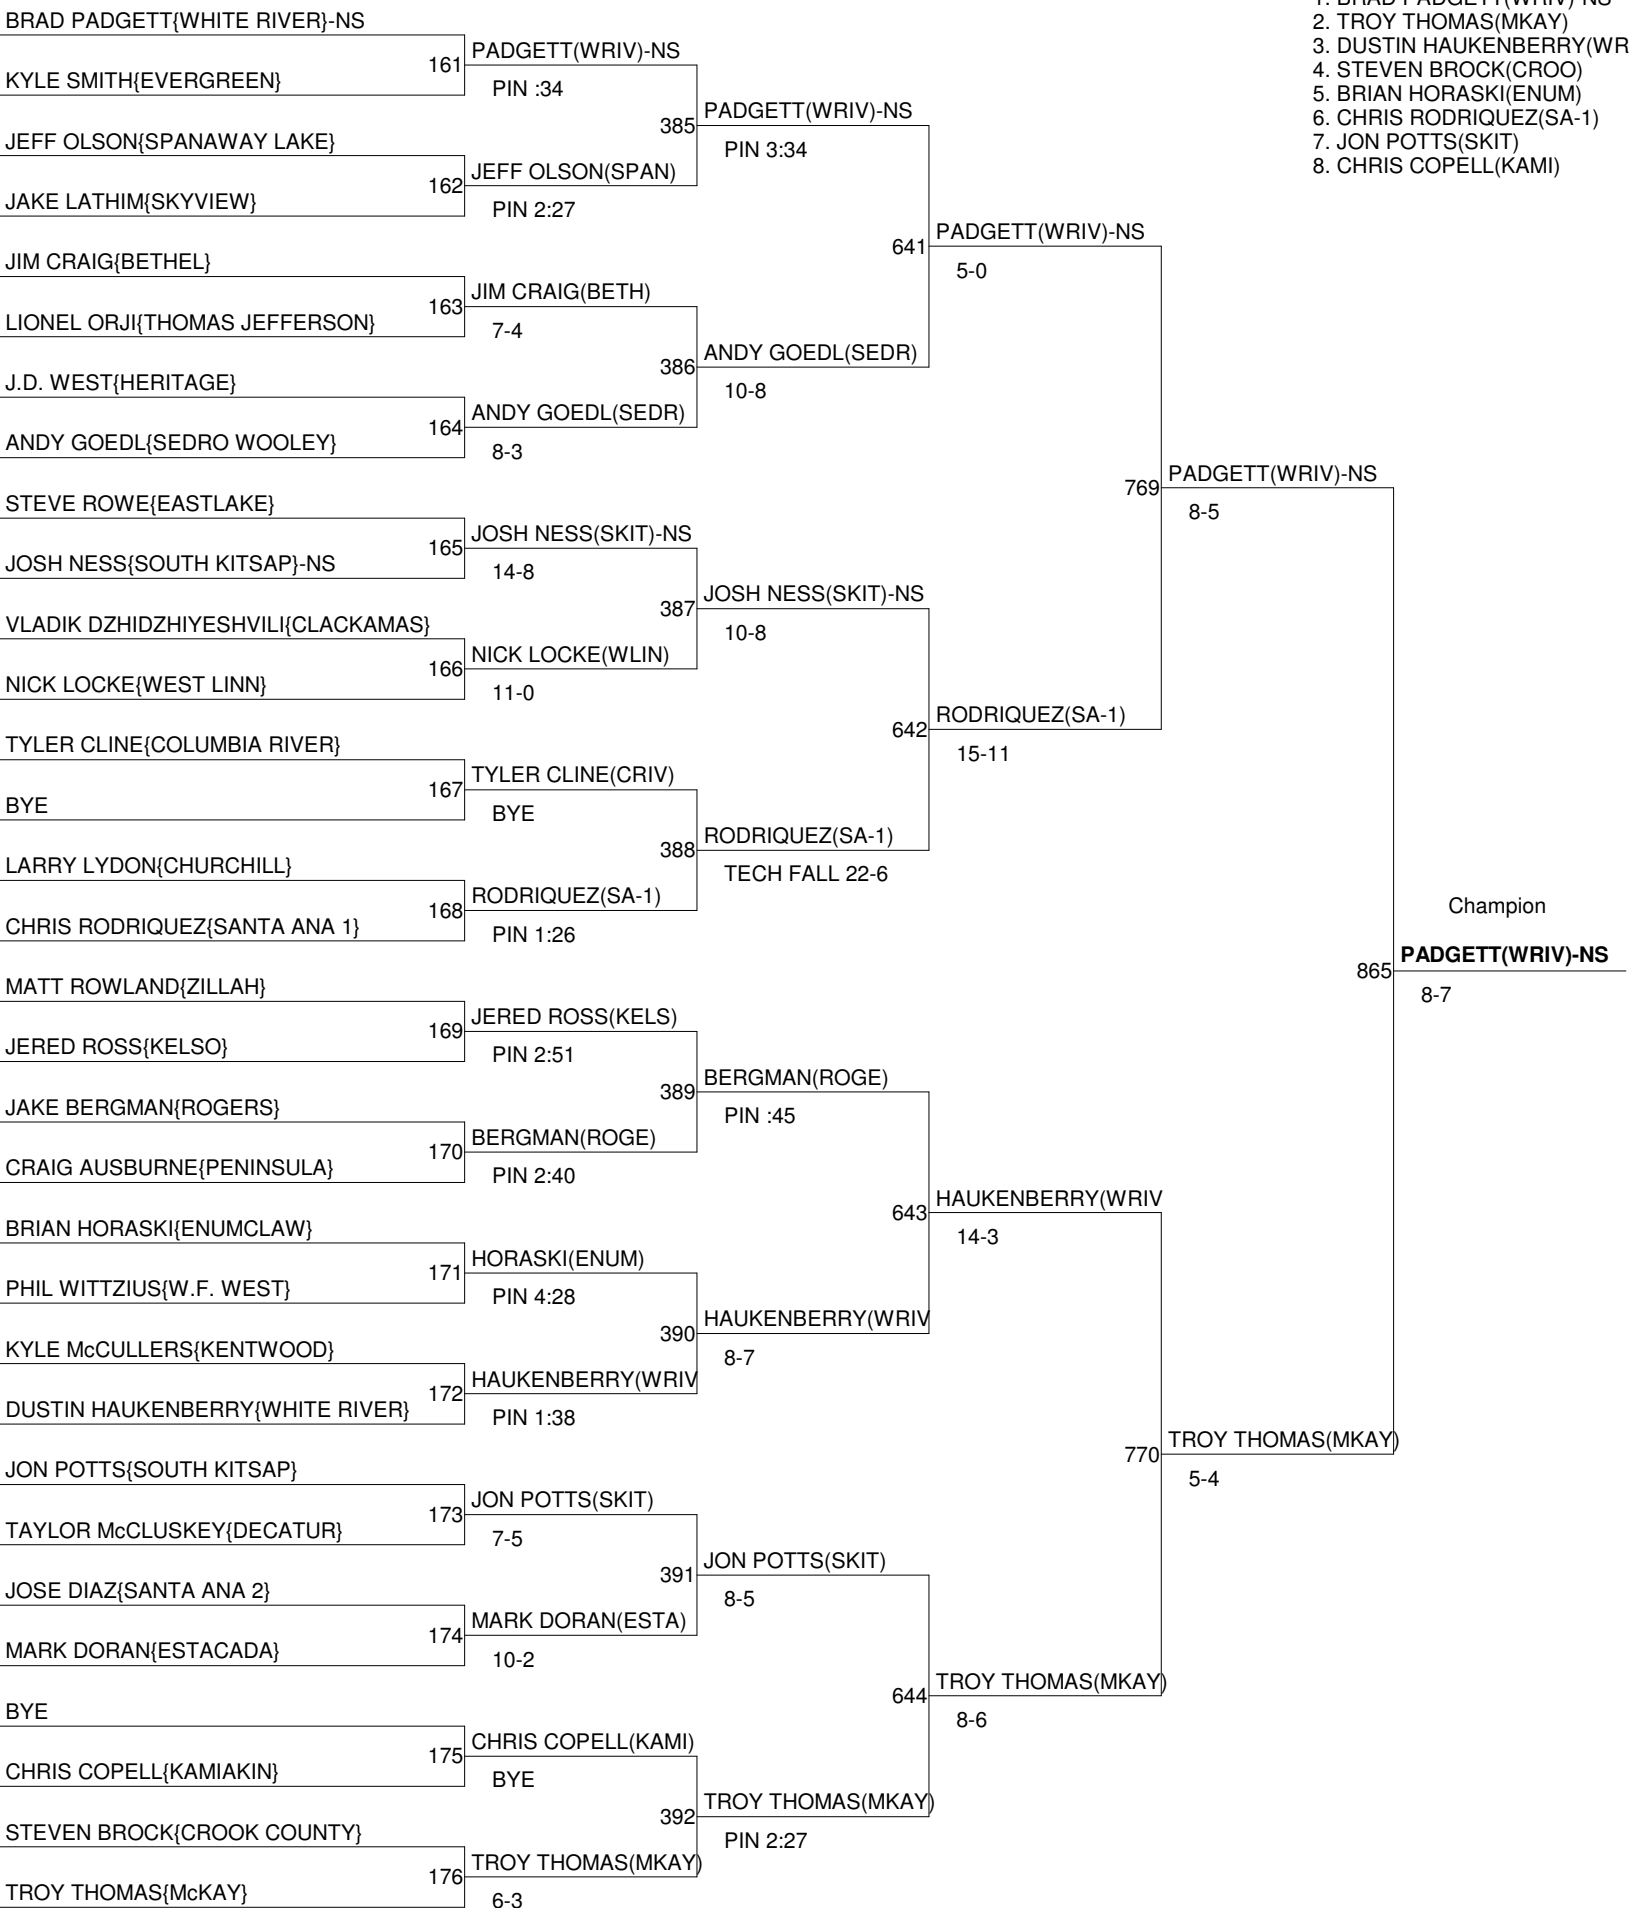 BRAD PADGETT{WHITE RIVER}-NS
KYLE SMITH{EVERGREEN}
JEFF OLSON{SPANAWAY LAKE}
JAKE LATHIM{SKYVIEW}
JIM CRAIG{BETHEL}
LIONEL ORJI{THOMAS JEFFERSON}
J.D. WEST{HERITAGE}
ANDY GOEDL{SEDRO WOOLEY}
STEVE ROWE{EASTLAKE}
JOSH NESS{SOUTH KITSAP}-NS
VLADIK DZHIDZHIYESHVILI{CLACKAMAS}
NICK LOCKE{WEST LINN}
TYLER CLINE{COLUMBIA RIVER}
BYE
LARRY LYDON{CHURCHILL}
CHRIS RODRIQUEZ{SANTA ANA 1}
MATT ROWLAND{ZILLAH}
JERED ROSS{KELSO}
JAKE BERGMAN{ROGERS}
CRAIG AUSBURNE{PENINSULA}
BRIAN HORASKI{ENUMCLAW}
PHIL WITTZIUS{W.F. WEST}
KYLE McCULLERS{KENTWOOD}
DUSTIN HAUKENBERRY{WHITE RIVER}
JON POTTS{SOUTH KITSAP}
TAYLOR McCLUSKEY{DECATUR}
JOSE DIAZ{SANTA ANA 2}
MARK DORAN{ESTACADA}
BYE
CHRIS COPELL{KAMIAKIN}
STEVEN BROCK{CROOK COUNTY}
TROY THOMAS{McKAY}
161 PADGETT(WRIV)-NS
PIN :34
162 JEFF OLSON(SPAN)
PIN 2:27
163 JIM CRAIG(BETH)
7-4
164 ANDY GOEDL(SEDR)
8-3
165 JOSH NESS(SKIT)-NS
14-8
166 NICK LOCKE(WLIN)
11-0
167 TYLER CLINE(CRIV)
BYE
168 RODRIQUEZ(SA-1)
PIN 1:26
169 JERED ROSS(KELS)
PIN 2:51
170 BERGMAN(ROGE)
PIN 2:40
171 HORASKI(ENUM)
PIN 4:28
172 HAUKENBERRY(WRIV
PIN 1:38
173 JON POTTS(SKIT)
7-5
174 MARK DORAN(ESTA)
10-2
175 CHRIS COPELL(KAMI)
BYE
176 TROY THOMAS(MKAY)
6-3
385 PADGETT(WRIV)-NS
PIN 3:34
386 ANDY GOEDL(SEDR)
10-8
387 JOSH NESS(SKIT)-NS
10-8
388 RODRIQUEZ(SA-1)
TECH FALL 22-6
389 BERGMAN(ROGE)
PIN :45
390 HAUKENBERRY(WRIV
8-7
391 JON POTTS(SKIT)
8-5
392 TROY THOMAS(MKAY)
PIN 2:27
641 PADGETT(WRIV)-NS
5-0
642 RODRIQUEZ(SA-1)
15-11
643 HAUKENBERRY(WRIV
14-3
644 TROY THOMAS(MKAY)
8-6
769 PADGETT(WRIV)-NS
8-5
770 TROY THOMAS(MKAY)
5-4
Champion
865 PADGETT(WRIV)-NS
8-7
1. BRAD PADGETT(WRIV)-NS
2. TROY THOMAS(MKAY)
3. DUSTIN HAUKENBERRY(WR
4. STEVEN BROCK(CROO)
5. BRIAN HORASKI(ENUM)
6. CHRIS RODRIQUEZ(SA-1)
7. JON POTTS(SKIT)
8. CHRIS COPELL(KAMI)